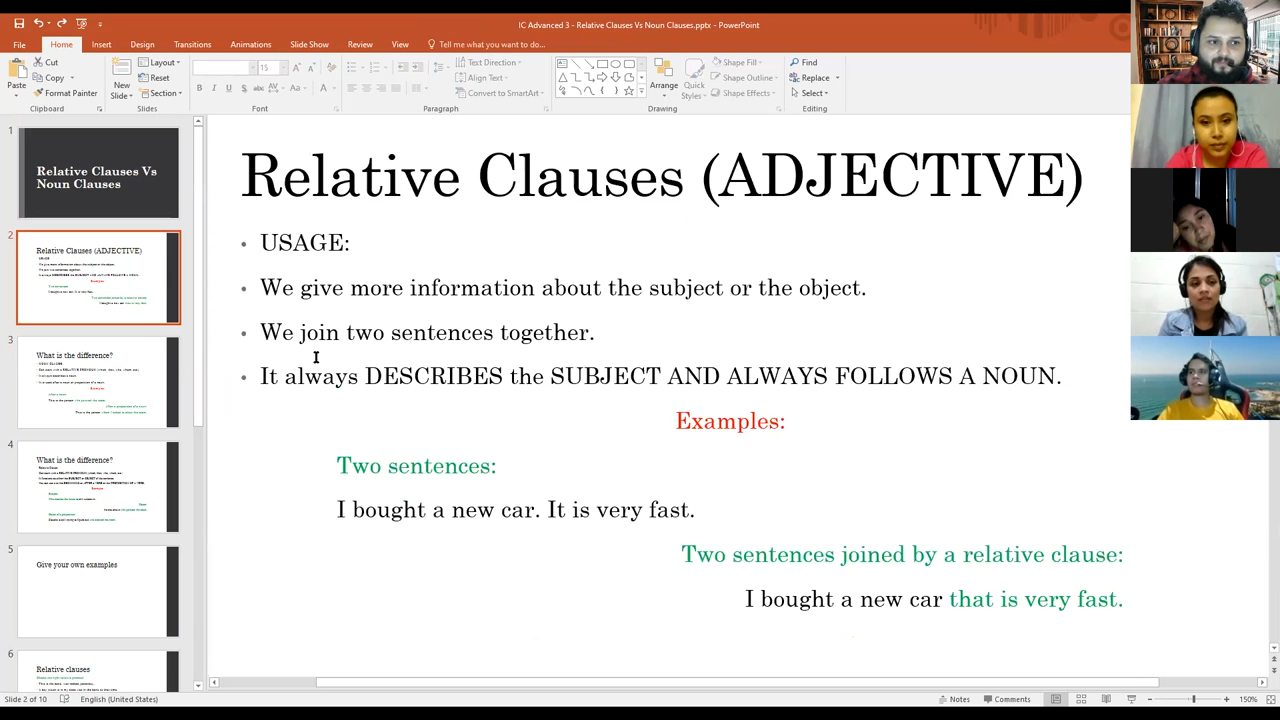 IC Advanced 3 - Relative Clauses Vs Noun Clauses.pptx - PowerPoint
File Home Insert Design Transitions Animations Slide Show Review View Tell me what you want to do...
Paste
Cut
Copy
Format Painter
Clipboard
New Slide
Layout
Reset
Section
Slides
15
Font
Text Direction
Align Text
Convert to SmartArt
Paragraph
Arrange
Quick Styles
Shape Fill
Shape Outline
Shape Effects
Drawing
Find
Replace
Select
Editing
1
Relative Clauses Vs
Noun Clauses
2
Relative Clauses (ADJECTIVE)
3
What is the difference?
4
What is the difference?
5
Give your own examples
6
Relative clauses
Relative Clauses (ADJECTIVE)
• USAGE:
• We give more information about the subject or the object.
• We join two sentences together.
• It always DESCRIBES the SUBJECT AND ALWAYS FOLLOWS A NOUN.
Examples:
Two sentences:
I bought a new car. It is very fast.
Two sentences joined by a relative clause:
I bought a new car that is very fast.
Slide 2 of 10 English (United States) Notes Comments 150%